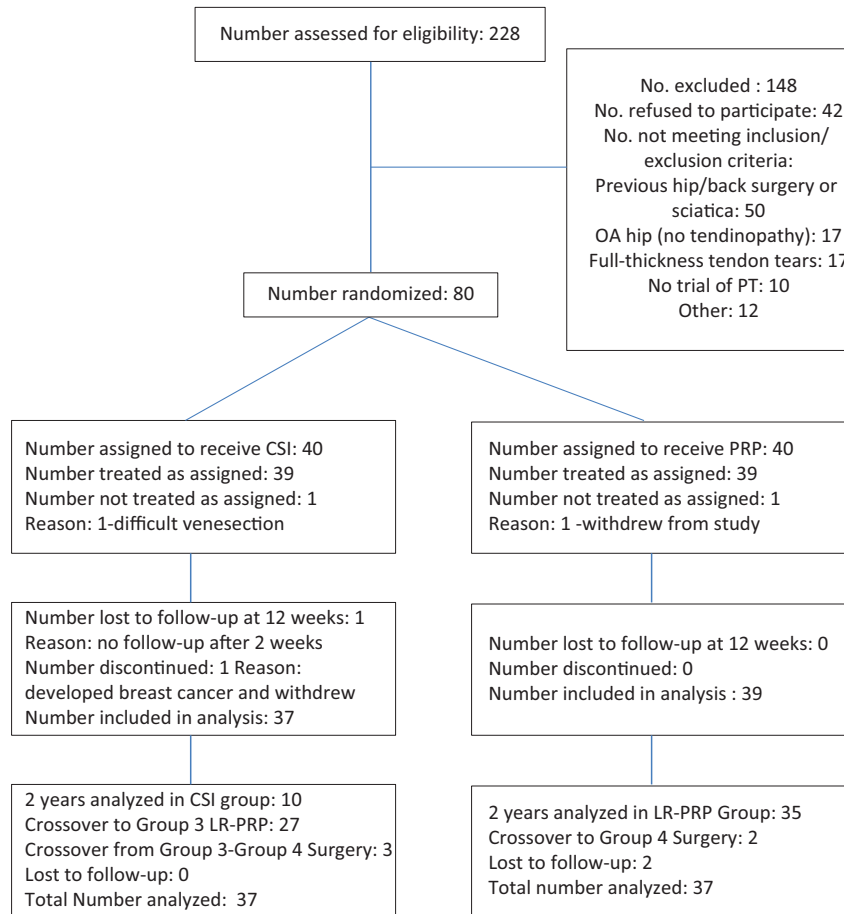 Number assessed for eligibility: 228
No. excluded : 148
No. refused to participate: 42
No. not meeting inclusion/
exclusion criteria:
Previous hip/back surgery or
sciatica: 50
OA hip (no tendinopathy): 17
Full-thickness tendon tears: 17
No trial of PT: 10
Other: 12
Number randomized: 80
Number assigned to receive CSI: 40
Number treated as assigned: 39
Number not treated as assigned: 1
Reason: 1-difficult venesection
Number assigned to receive PRP: 40
Number treated as assigned: 39
Number not treated as assigned: 1
Reason: 1 -withdrew from study
Number lost to follow-up at 12 weeks: 1
Reason: no follow-up after 2 weeks
Number discontinued: 1 Reason:
developed breast cancer and withdrew
Number included in analysis: 37
Number lost to follow-up at 12 weeks: 0
Number discontinued: 0
Number included in analysis : 39
2 years analyzed in CSI group: 10
Crossover to Group 3 LR-PRP: 27
Crossover from Group 3-Group 4 Surgery: 3
Lost to follow-up: 0
Total Number analyzed: 37
2 years analyzed in LR-PRP Group: 35
Crossover to Group 4 Surgery: 2
Lost to follow-up: 2
Total number analyzed: 37